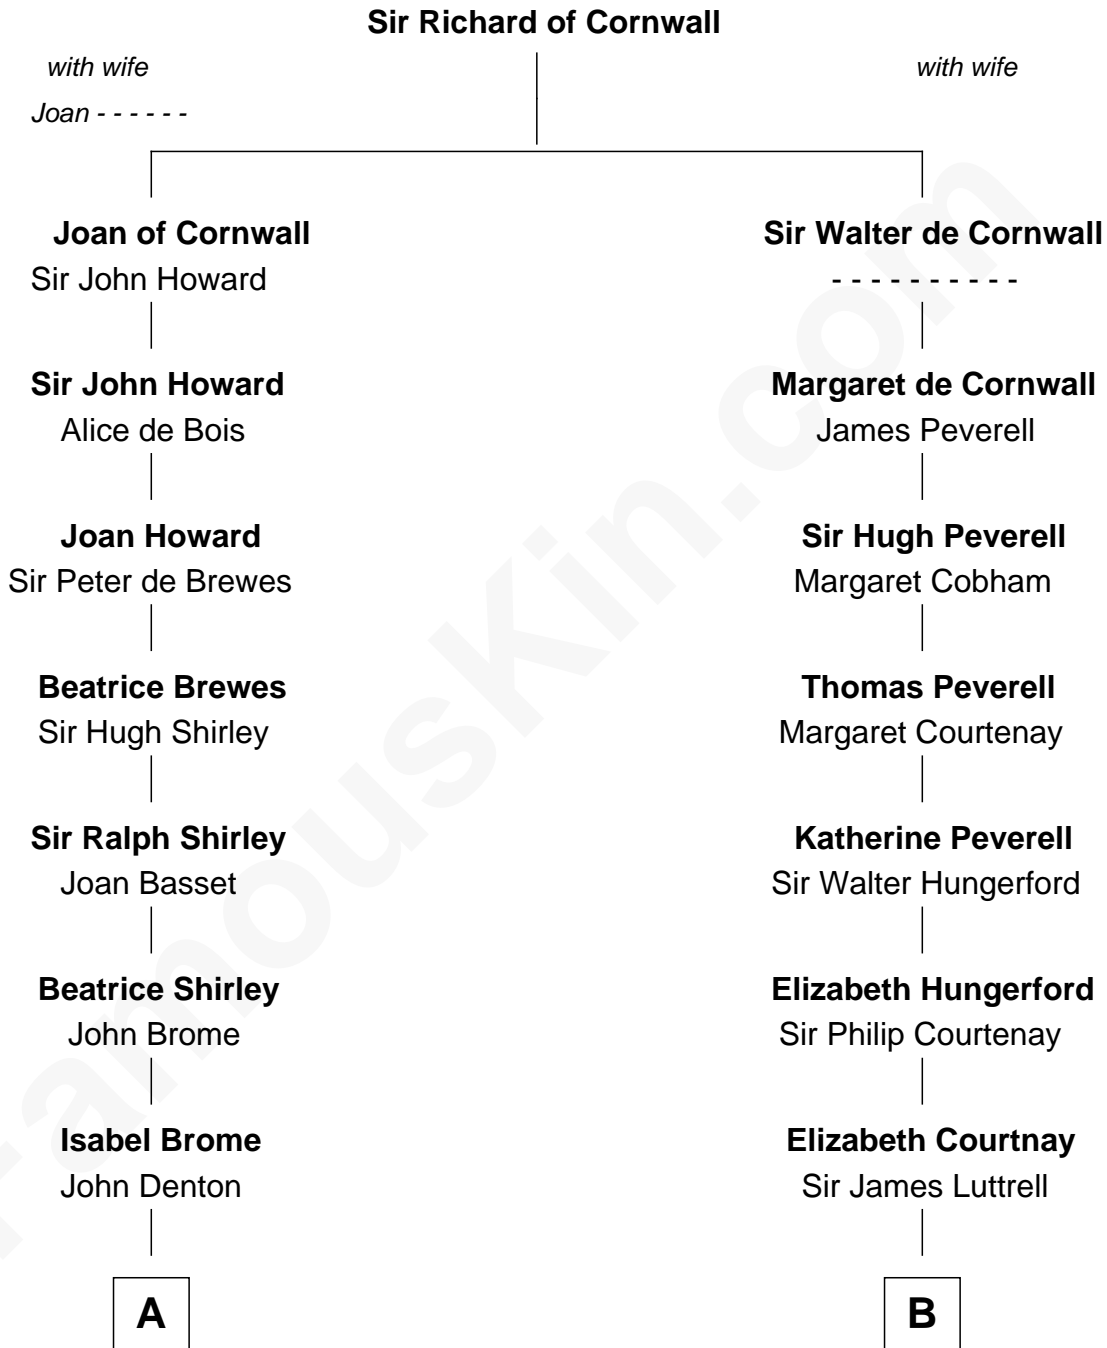 Sir Richard of Cornwall
with wife
with wife
Joan - - - - - -
Joan of Cornwall
Sir John Howard
Sir Walter de Cornwall
- - - - - - - - - -
Sir John Howard
Alice de Bois
Margaret de Cornwall
James Peverell
Joan Howard
Sir Peter de Brewes
Sir Hugh Peverell
Margaret Cobham
Beatrice Brewes
Sir Hugh Shirley
Thomas Peverell
Margaret Courtenay
Sir Ralph Shirley
Joan Basset
Katherine Peverell
Sir Walter Hungerford
Beatrice Shirley
John Brome
Elizabeth Hungerford
Sir Philip Courtenay
Isabel Brome
John Denton
Elizabeth Courtnay
Sir James Luttrell
A
B
FamousKin.com